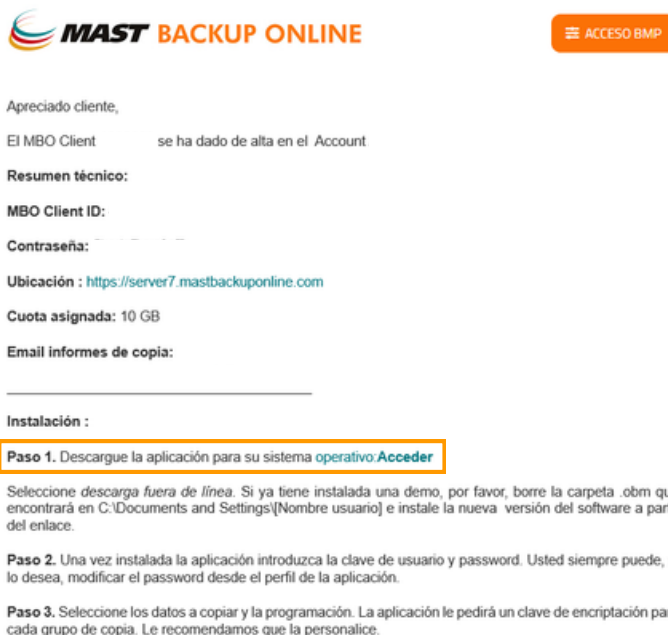 MAST BACKUP ONLINE
ACCESO BMP
Apreciado cliente,
El MBO Client se ha dado de alta en el Account
Resumen técnico:
MBO Client ID:
Contraseña:
Ubicación : https://server7.mastbackuponline.com
Cuota asignada: 10 GB
Email informes de copia:
Instalación :
Paso 1. Descargue la aplicación para su sistema operativo:Acceder
Seleccione descarga fuera de línea. Si ya tiene instalada una demo, por favor, borre la carpeta .obm qu
encontrará en C:\Documents and Settings\[Nombre usuario] e instale la nueva versión del software a par
del enlace.
Paso 2. Una vez instalada la aplicación introduzca la clave de usuario y password. Usted siempre puede,
lo desea, modificar el password desde el perfil de la aplicación.
Paso 3. Seleccione los datos a copiar y la programación. La aplicación le pedirá un clave de encriptación par
cada grupo de copia. Le recomendamos que la personalice.